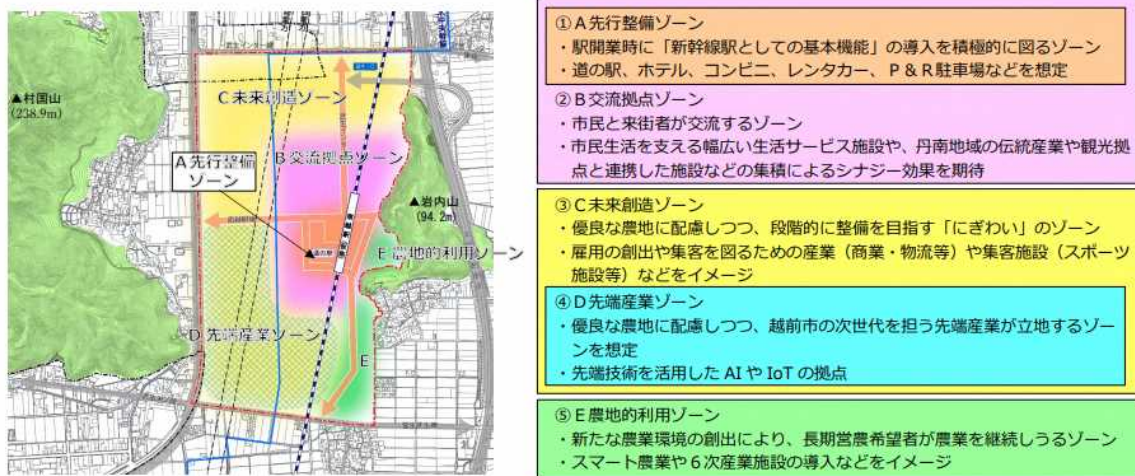 C未来創造ゾーン
▲村国山
(238.9m)
B交流拠点ゾーン
A先行整備
ゾーン
▲岩内山
(94.2m)
E農地的利用ゾーン
D先端産業ゾーン
E
①A先行整備ゾーン
・駅開業時に「新幹線駅としての基本機能」の導入を積極的に図るゾーン
・道の駅、ホテル、コンビニ、レンタカー、P&R駐車場などを想定
②B交流拠点ゾーン
・市民と来街者が交流するゾーン
・市民生活を支える幅広い生活サービス施設や、丹南地域の伝統産業や観光拠
点と連携した施設などの集積によるシナジー効果を期待
③C未来創造ゾーン
・優良な農地に配慮しつつ、段階的に整備を目指す「にぎわい」のゾーン
・雇用の創出や集客を図るための産業（商業・物流等）や集客施設（スポーツ
施設等）などをイメージ
④D先端産業ゾーン
・優良な農地に配慮しつつ、越前市の次世代を担う先端産業が立地するゾー
ンを想定
・先端技術を活用した AI や IoT の拠点
⑤E農地的利用ゾーン
・新たな農業環境の創出により、長期営農希望者が農業を継続しうるゾーン
・スマート農業や6次産業施設の導入などをイメージ